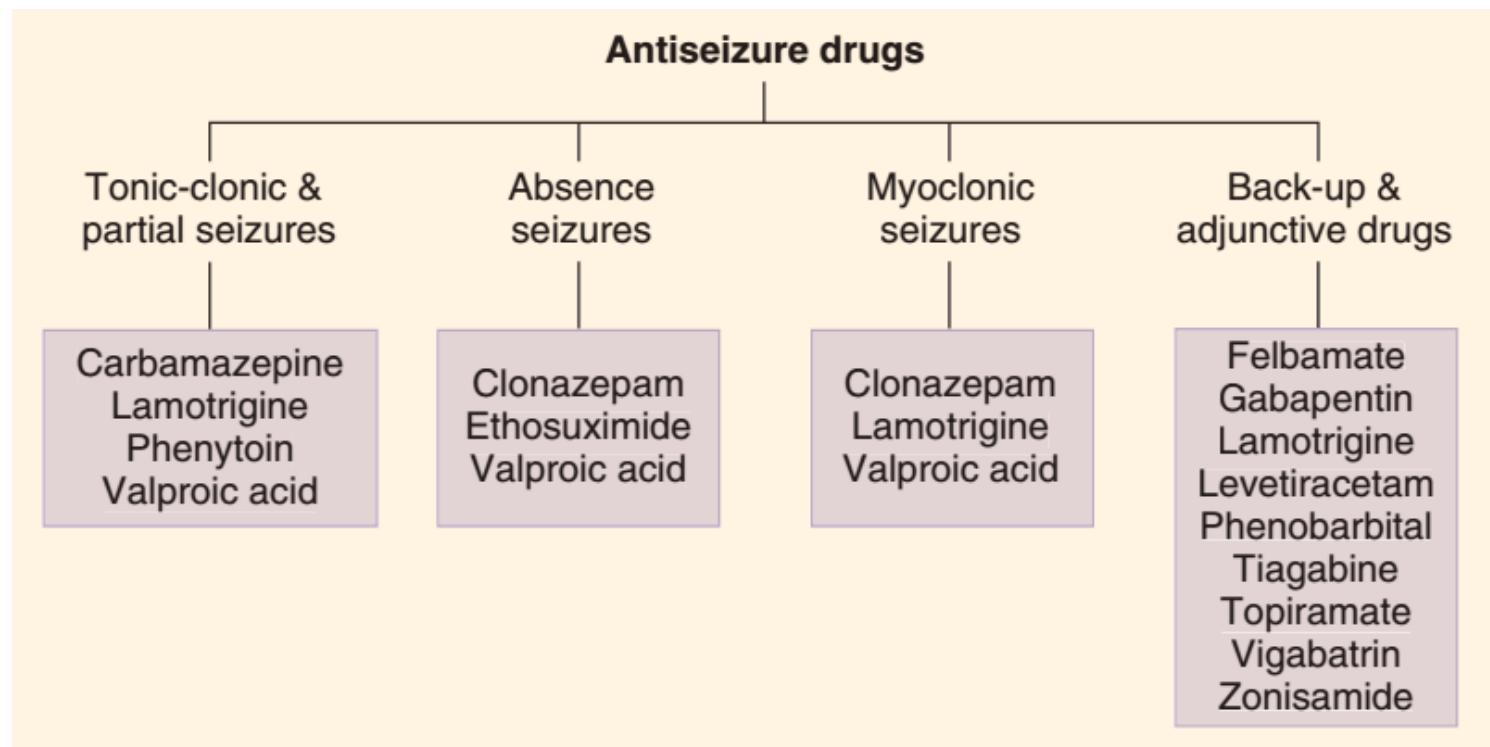 Antiseizure drugs
Tonic-clonic &
partial seizures
Carbamazepine
Lamotrigine
Phenytoin
Valproic acid
Absence
seizures
Clonazepam
Ethosuximide
Valproic acid
Myoclonic
seizures
Clonazepam
Lamotrigine
Valproic acid
Back-up &
adjunctive drugs
Felbamate
Gabapentin
Lamotrigine
Levetiracetam
Phenobarbital
Tiagabine
Topiramate
Vigabatrin
Zonisamide